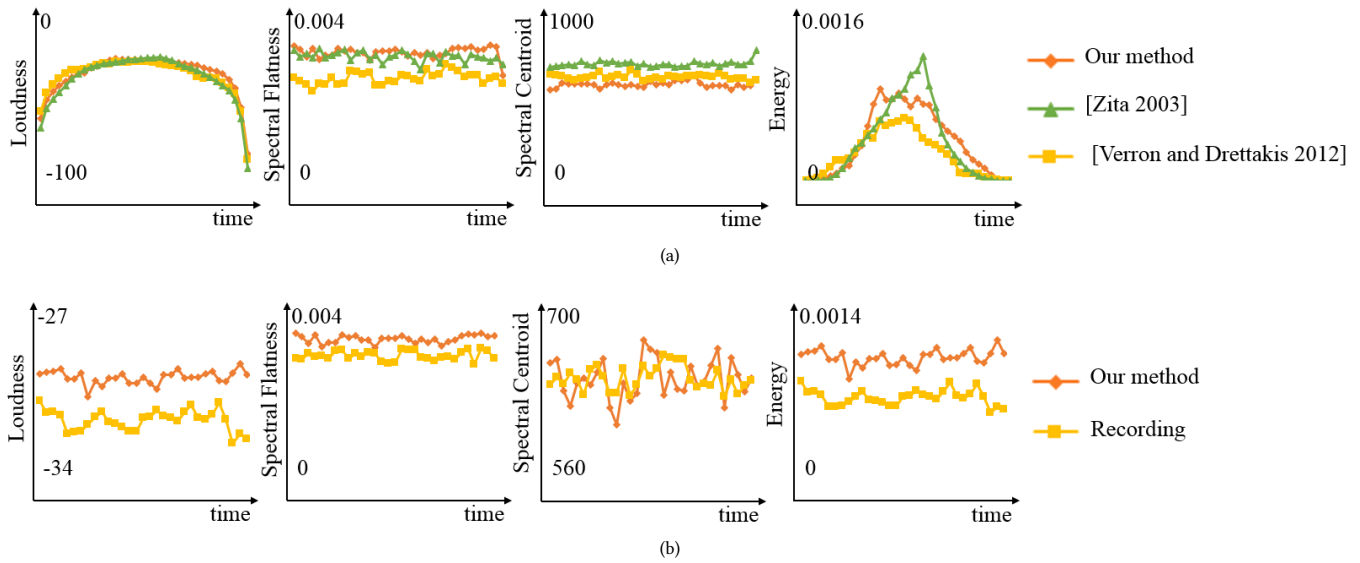 Loudness
0
-100
time
Spectral Flatness
0.004
0
time
Spectral Centroid
1000
0
time
Energy
0.0016
0
time
Our method
[Zita 2003]
[Verron and Drettakis 2012]
(a)
Loudness
-27
-34
time
Spectral Flatness
0.004
0
time
Spectral Centroid
700
560
time
Energy
0.0014
0
time
Our method
Recording
(b)